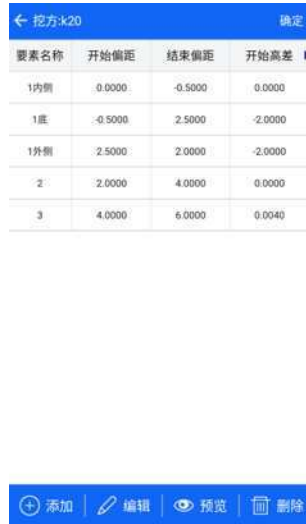 ← 挖方:k20 确定
要素名称 开始偏距 结束偏距 开始高差
1内侧 0.0000 -0.5000 0.0000
1底 -0.5000 2.5000 -2.0000
1外侧 2.5000 2.0000 -2.0000
2 2.0000 4.0000 0.0000
3 4.0000 6.0000 0.0040
添加 编辑 预览 删除